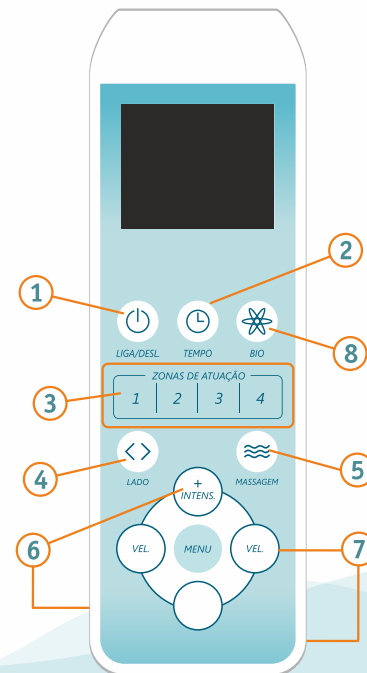 2
1
LIGA/DESL.
TEMPO
BIO
8
ZONAS DE ATUAÇÃO
3
1 2 3 4
4
LADO
MASSAGEM
5
+
INTENS.
6
VEL.
MENU
VEL.
7